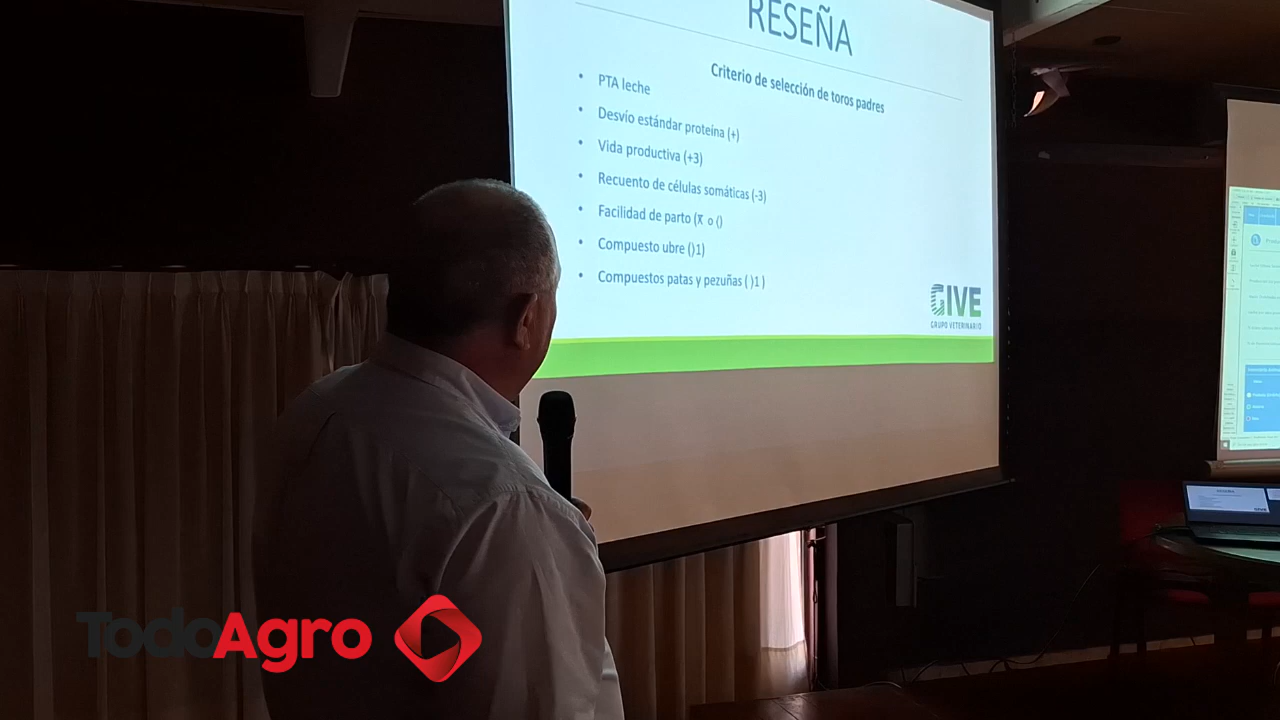 RESEÑA
Criterio de selección de toros padres
• PTA leche
• Desvío estándar proteína (+)
• Vida productiva (+3)
• Recuento de células somáticas (-3)
• Facilidad de parto (x̄ o ()
• Compuesto ubre ()1)
• Compuestos patas y pezuñas ( )1 )
GIVE
GRUPO VETERINARIO
TodoAgro